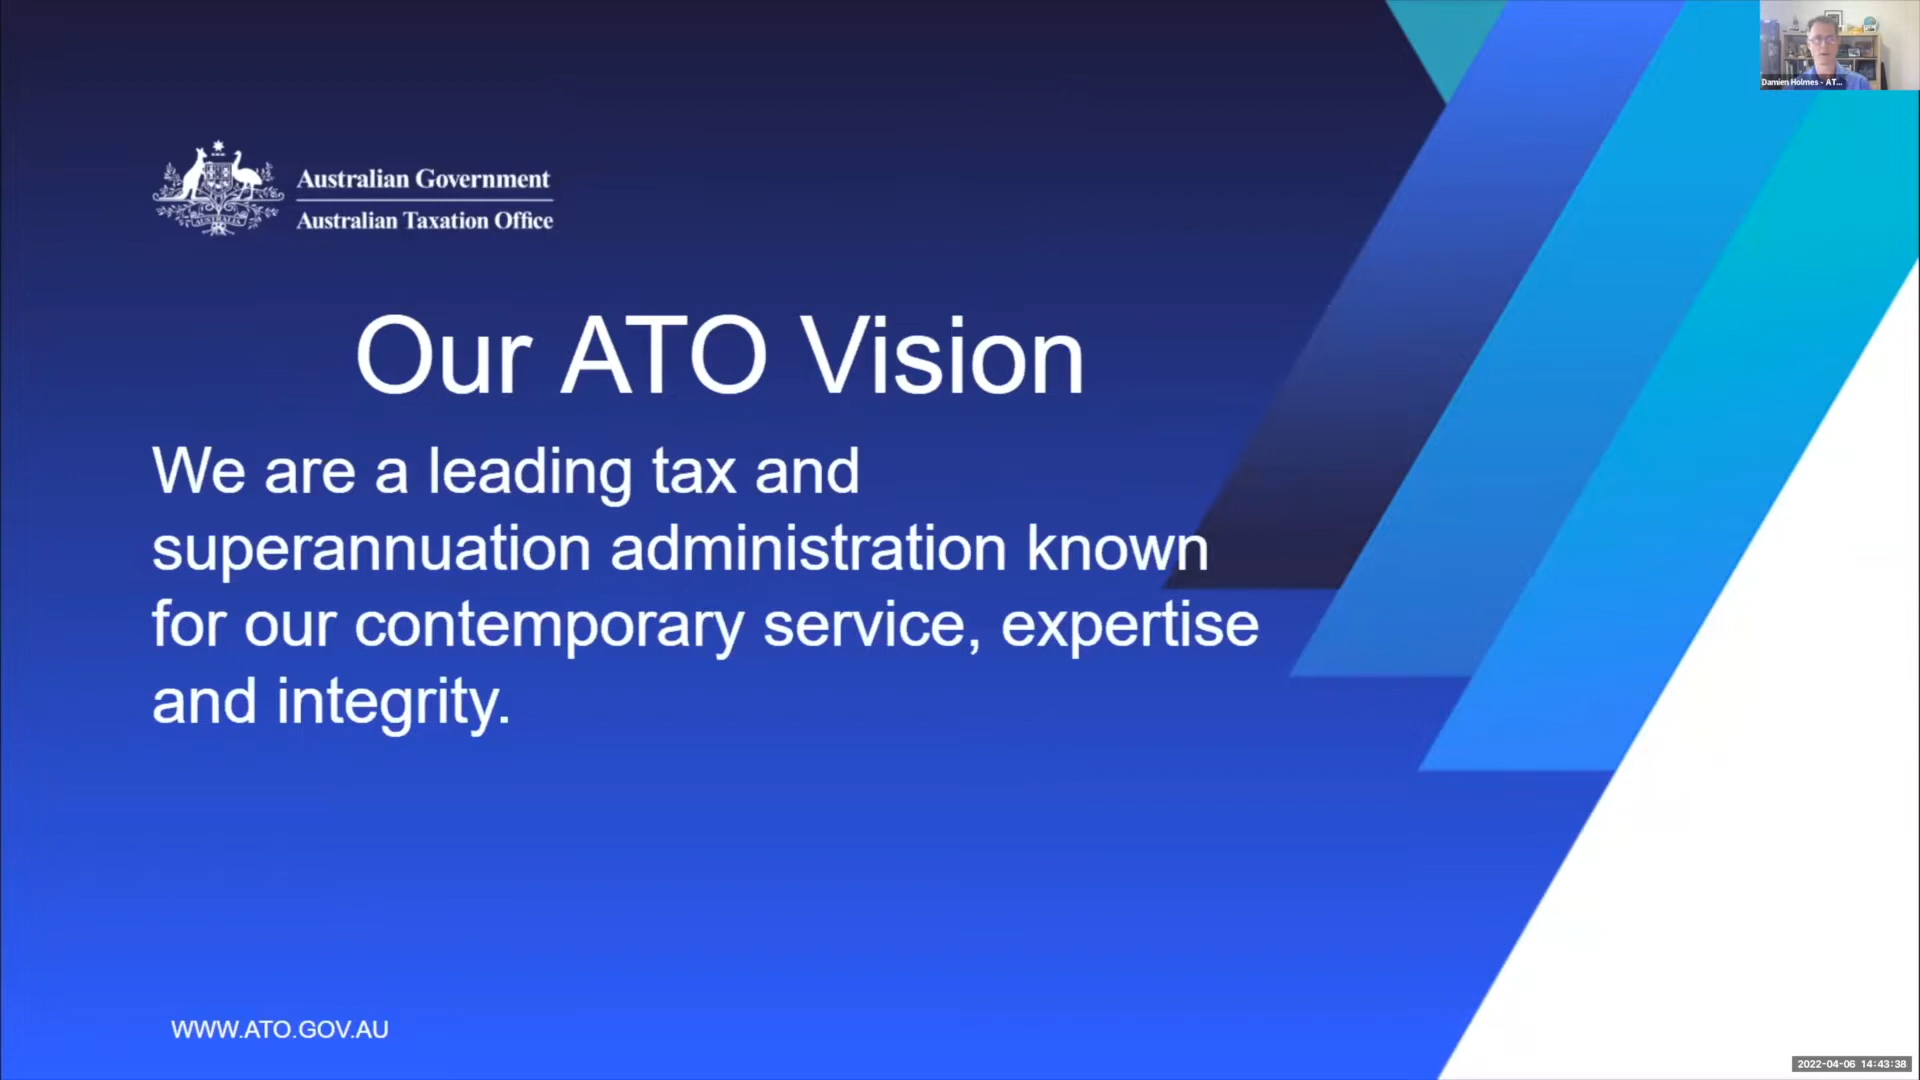 Damien Holmes - AT...
Australian Government
Australian Taxation Office
Our ATO Vision
We are a leading tax and
superannuation administration known
for our contemporary service, expertise
and integrity.
WWW.ATO.GOV.AU
2022-04-06 14:43:38